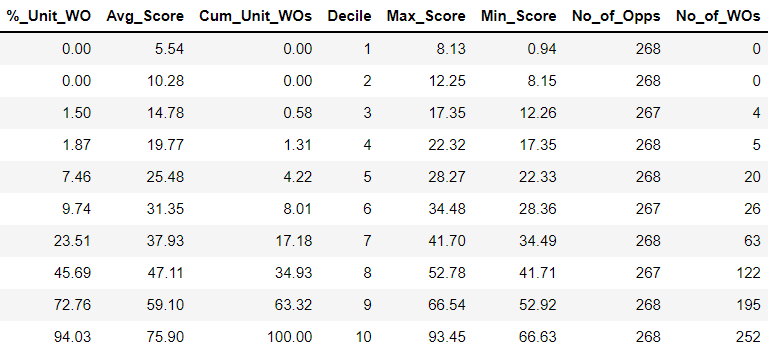 %_Unit_WO Avg_Score Cum_Unit_WOs Decile Max_Score Min_Score No_of_Opps No_of_WOs
0.00 5.54 0.00 1 8.13 0.94 268 0
0.00 10.28 0.00 2 12.25 8.15 268 0
1.50 14.78 0.58 3 17.35 12.26 267 4
1.87 19.77 1.31 4 22.32 17.35 268 5
7.46 25.48 4.22 5 28.27 22.33 268 20
9.74 31.35 8.01 6 34.48 28.36 267 26
23.51 37.93 17.18 7 41.70 34.49 268 63
45.69 47.11 34.93 8 52.78 41.71 267 122
72.76 59.10 63.32 9 66.54 52.92 268 195
94.03 75.90 100.00 10 93.45 66.63 268 252